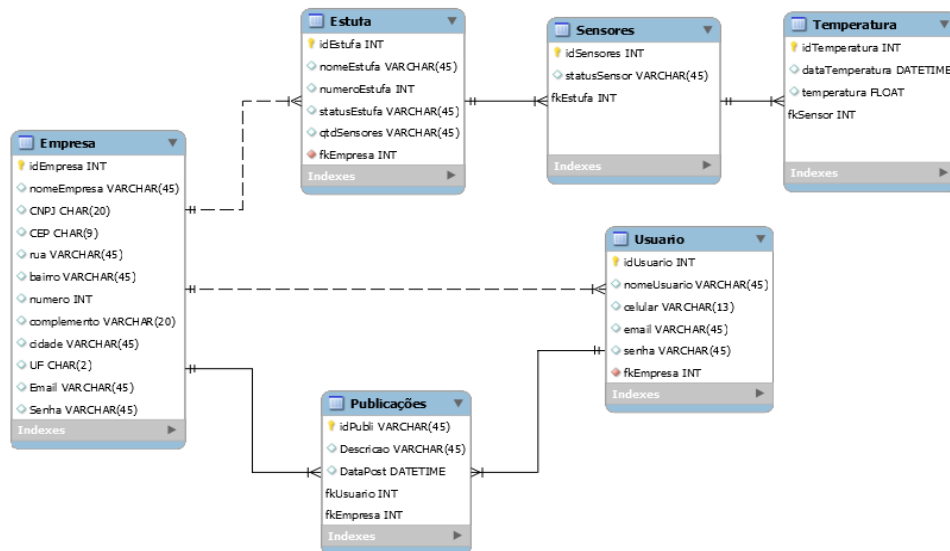 Estufa
idEstufa INT
nomeEstufa VARCHAR(45)
numeroEstufa INT
statusEstufa VARCHAR(45)
qtdSensores VARCHAR(45)
fkEmpresa INT
Indexes
Sensores
idSensores INT
statusSensor VARCHAR(45)
fkEstufa INT
Indexes
Temperatura
idTemperatura INT
dataTemperatura DATETIME
temperatura FLOAT
fkSensor INT
Indexes
Empresa
idEmpresa INT
nomeEmpresa VARCHAR(45)
CNPJ CHAR(20)
CEP CHAR(9)
rua VARCHAR(45)
bairro VARCHAR(45)
numero INT
complemento VARCHAR(20)
cidade VARCHAR(45)
UF CHAR(2)
Email VARCHAR(45)
Senha VARCHAR(45)
Indexes
Usuario
idUsuario INT
nomeUsuario VARCHAR(45)
celular VARCHAR(13)
email VARCHAR(45)
senha VARCHAR(45)
fkEmpresa INT
Indexes
Publicações
idPubli VARCHAR(45)
Descricao VARCHAR(45)
DataPost DATETIME
fkUsuario INT
fkEmpresa INT
Indexes